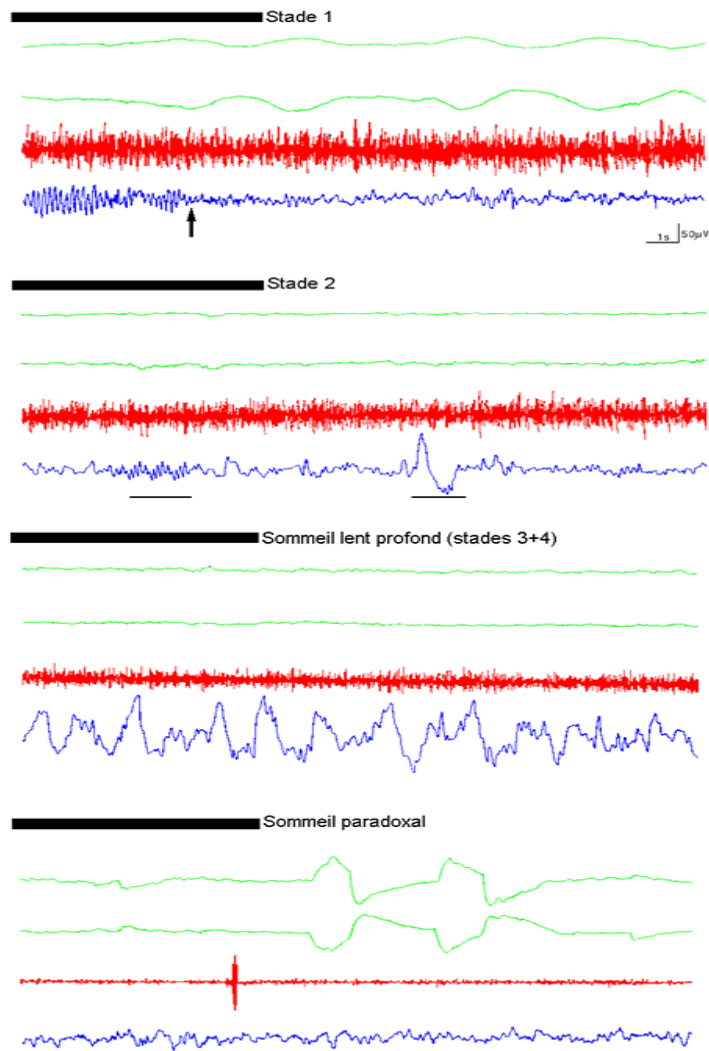 Stade 1
1s 50µV
Stade 2
Sommeil lent profond (stades 3+4)
Sommeil paradoxal